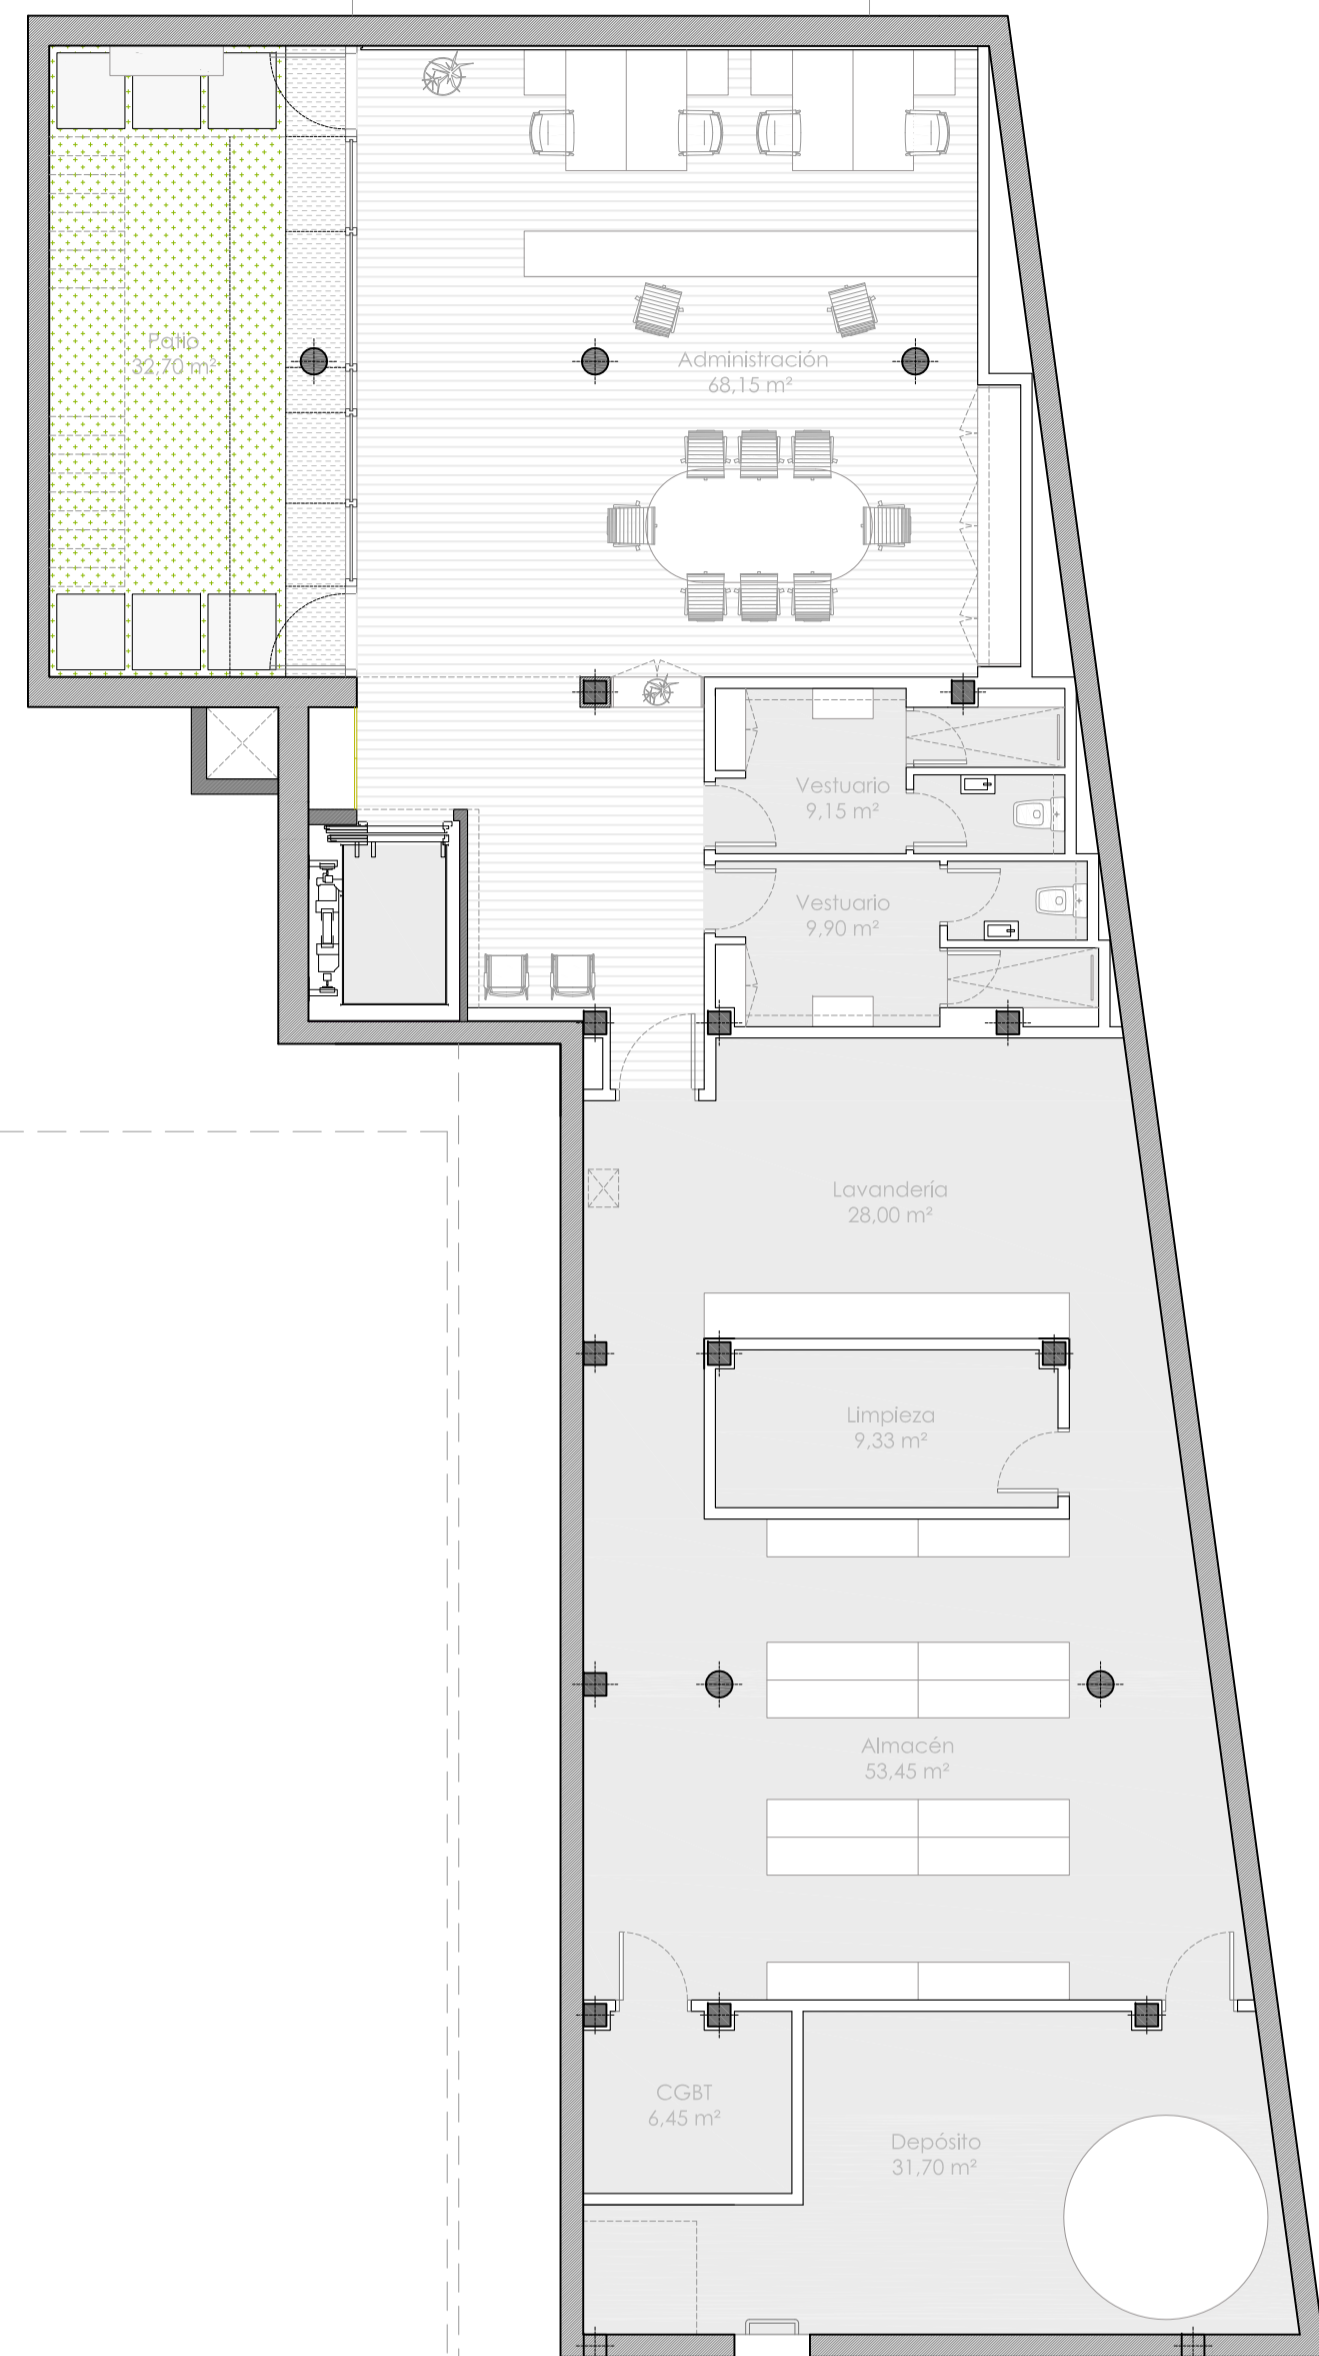 Patio
32,70 m²
Administración
68,15 m²
Vestuario
9,15 m²
Vestuario
9,90 m²
Lavandería
28,00 m²
Limpieza
9,33 m²
Almacén
53,45 m²
CGBT
6,45 m²
Depósito
31,70 m²